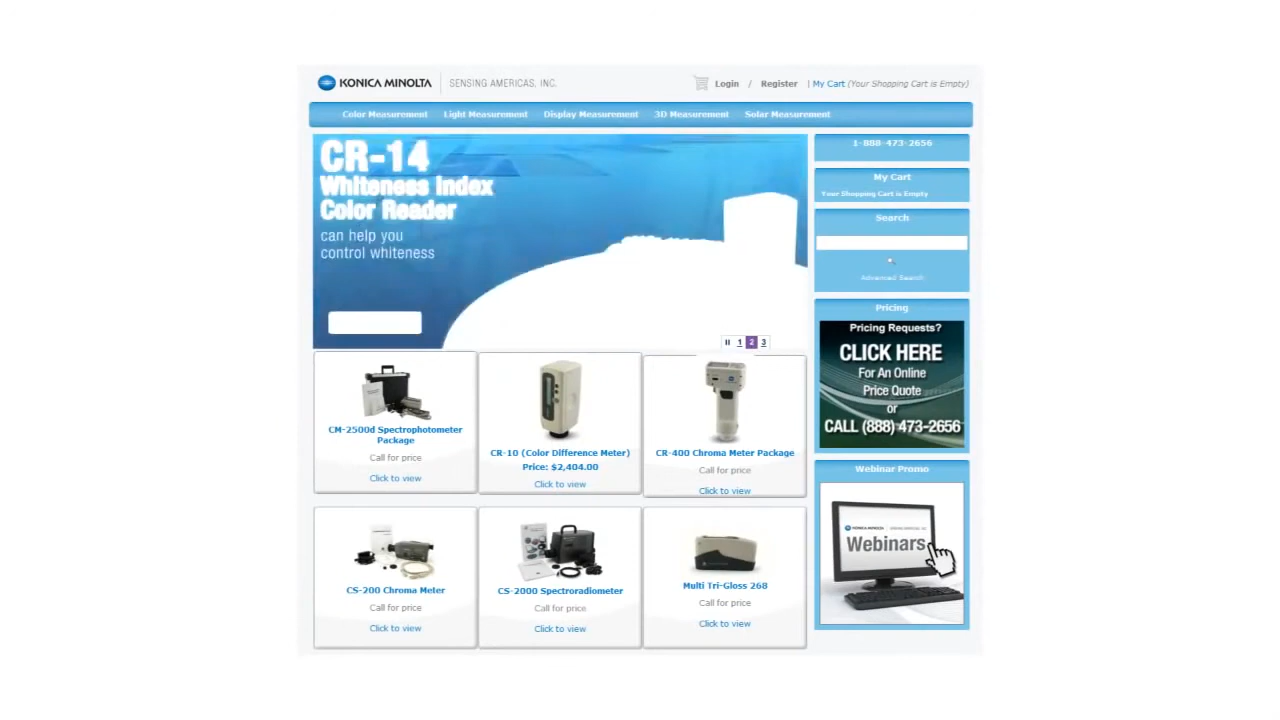 KONICA MINOLTA
SENSING AMERICAS, INC.
Login / Register | My Cart (Your Shopping Cart is Empty)
Color Measurement Light Measurement Display Measurement 3D Measurement Solar Measurement
CR-14
Whiteness Index
Color Reader
can help you
control whiteness
1 2 3
1-888-473-2656
My Cart
Your Shopping Cart is Empty
Search
Advanced Search
Pricing
Pricing Requests?
CLICK HERE
For An Online
Price Quote
or
CALL (888) 473-2656
Webinar Promo
KONICA MINOLTA
Webinars
CM-2500d Spectrophotometer
Package
Call for price
Click to view
CR-10 (Color Difference Meter)
Price: $2,404.00
Click to view
CR-400 Chroma Meter Package
Call for price
Click to view
CS-200 Chroma Meter
Call for price
Click to view
CS-2000 Spectroradiometer
Call for price
Click to view
Multi Tri-Gloss 268
Call for price
Click to view